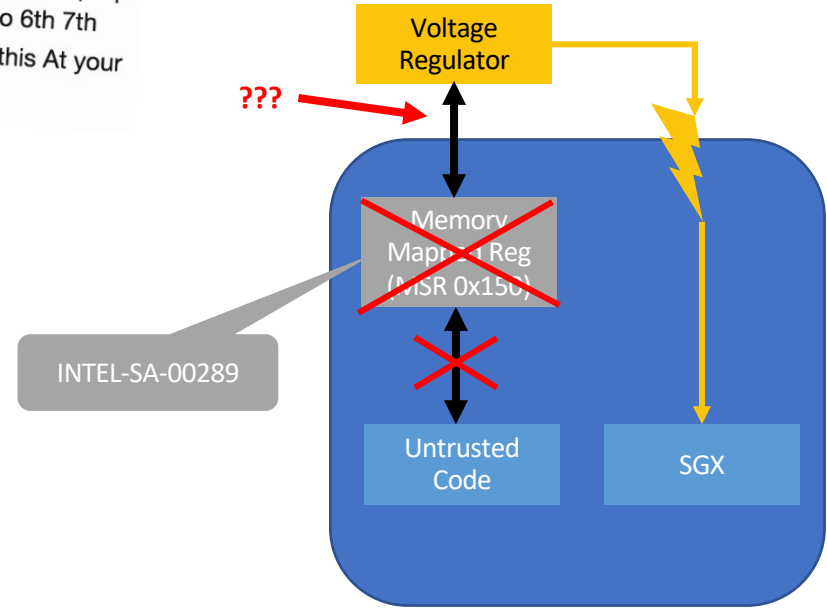 o 6th 7th
this At your
Voltage
Regulator
???
Memory
Mapped Reg
(MSR 0x150)
INTEL-SA-00289
Untrusted
Code
SGX